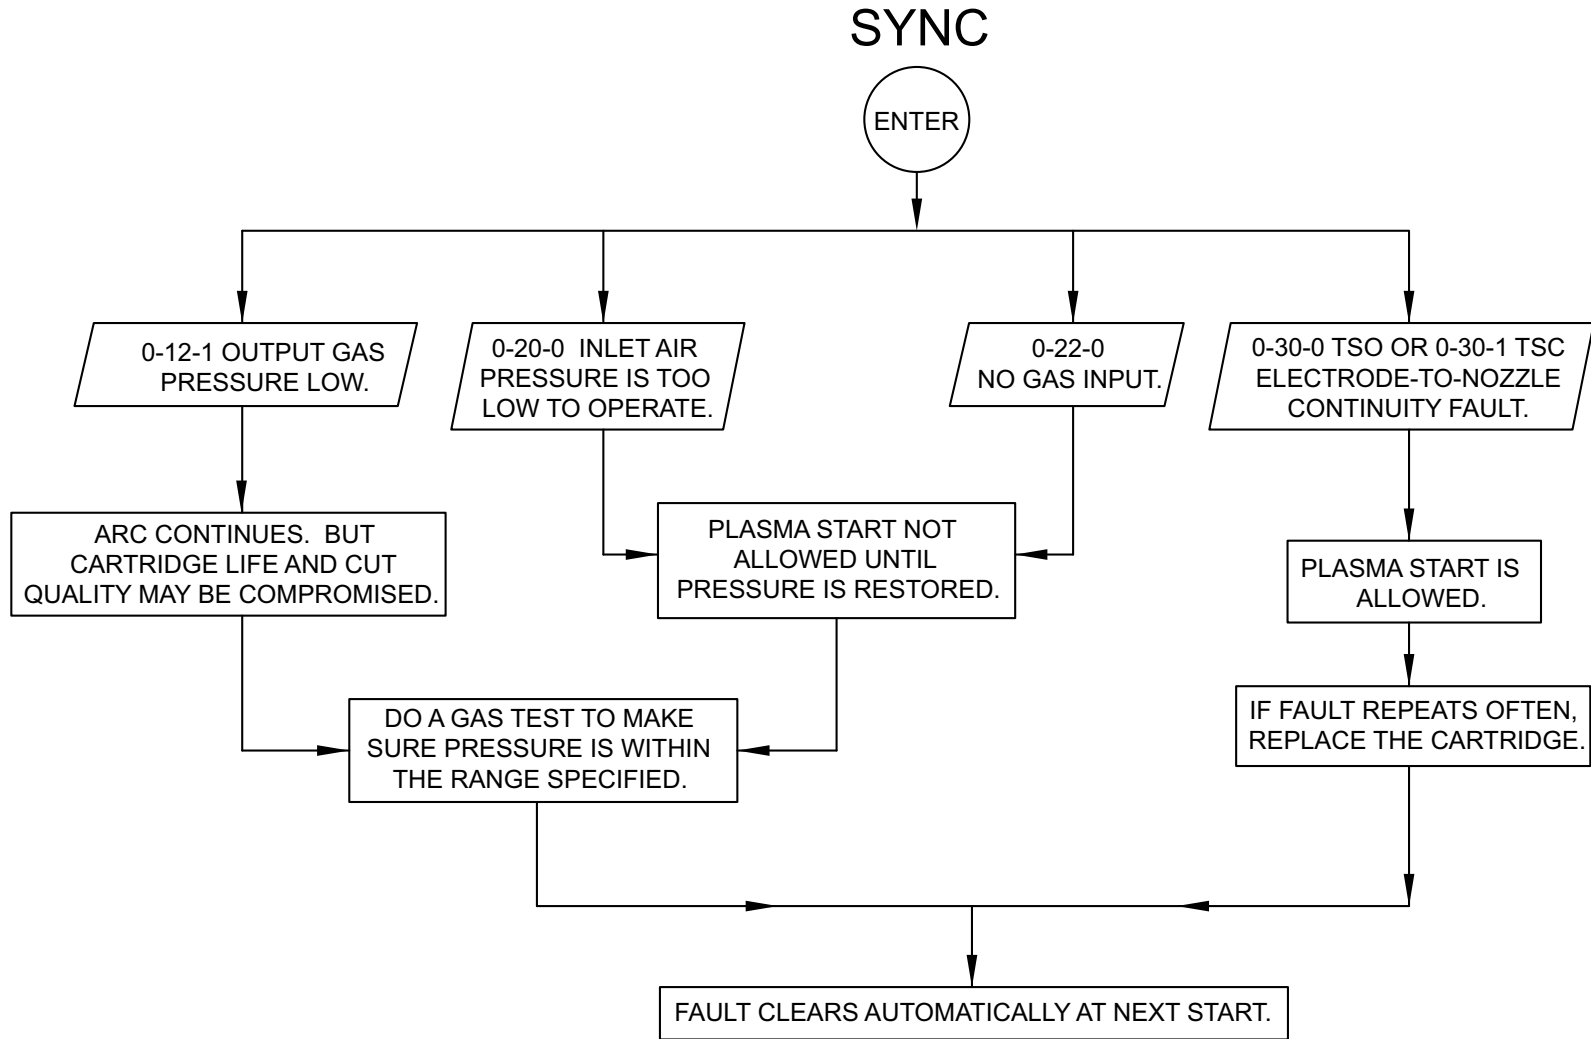 SYNC
ENTER
0-12-1 OUTPUT GAS
PRESSURE LOW.
0-20-0 INLET AIR
PRESSURE IS TOO
LOW TO OPERATE.
0-22-0
NO GAS INPUT.
0-30-0 TSO OR 0-30-1 TSC
ELECTRODE-TO-NOZZLE
CONTINUITY FAULT.
ARC CONTINUES. BUT
CARTRIDGE LIFE AND CUT
QUALITY MAY BE COMPROMISED.
PLASMA START NOT
ALLOWED UNTIL
PRESSURE IS RESTORED.
PLASMA START IS
ALLOWED.
DO A GAS TEST TO MAKE
SURE PRESSURE IS WITHIN
THE RANGE SPECIFIED.
IF FAULT REPEATS OFTEN,
REPLACE THE CARTRIDGE.
FAULT CLEARS AUTOMATICALLY AT NEXT START.